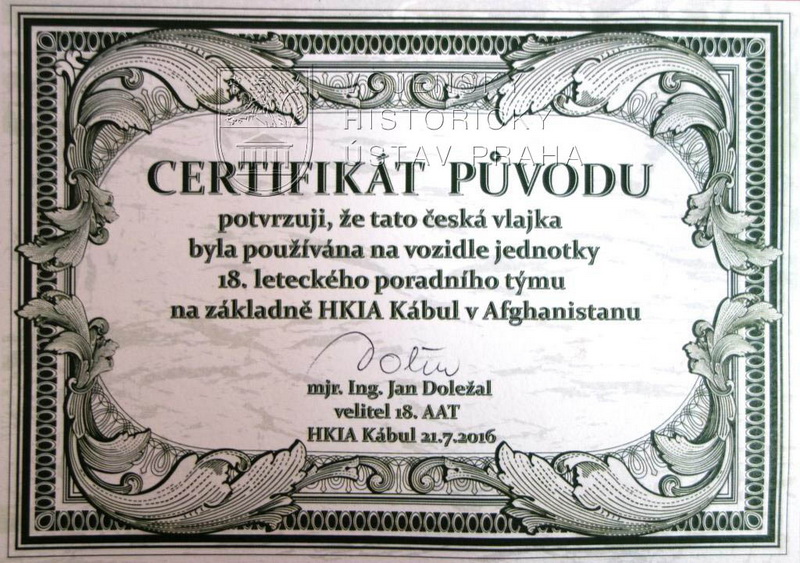 VOJENSKÝ
HISTORICKÝ
ÚSTAV PRAHA
CERTIFIKÁT PŮVODU
potvrzuji, že tato česká vlajka
byla používána na vozidle jednotky
18. leteckého poradního týmu
na základně HKIA Kábul v Afghanistanu
mjr. Ing. Jan Doležal
velitel 18. AAT
HKIA Kábul 21.7.2016